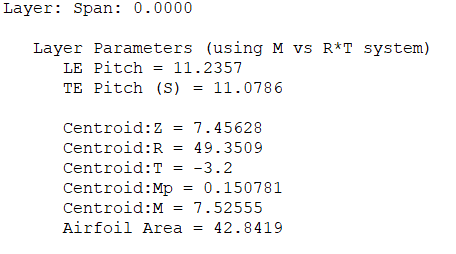 Layer: Span: 0.0000
Layer Parameters (using M vs R*T system)
LE Pitch = 11.2357
TE Pitch (S) = 11.0786
Centroid:Z = 7.45628
Centroid:R = 49.3509
Centroid:T = -3.2
Centroid:Mp = 0.150781
Centroid:M = 7.52555
Airfoil Area = 42.8419